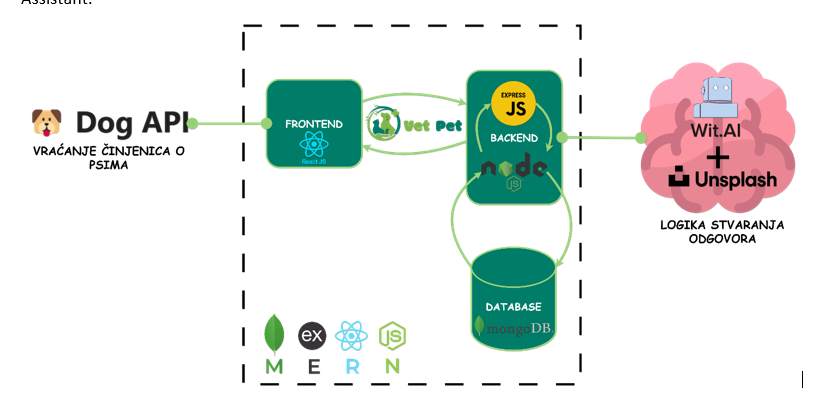 Assistant.
Dog API
VRAĆANJE ČINJENICA O
PSIMA
FRONTEND
React JS
Vet Pet
EXPRESS
JS
BACKEND
node
JS
DATABASE
mongoDB
Wit.AI
+
Unsplash
LOGIKA STVARANJA
ODGOVORA
ex
JS
M E R N